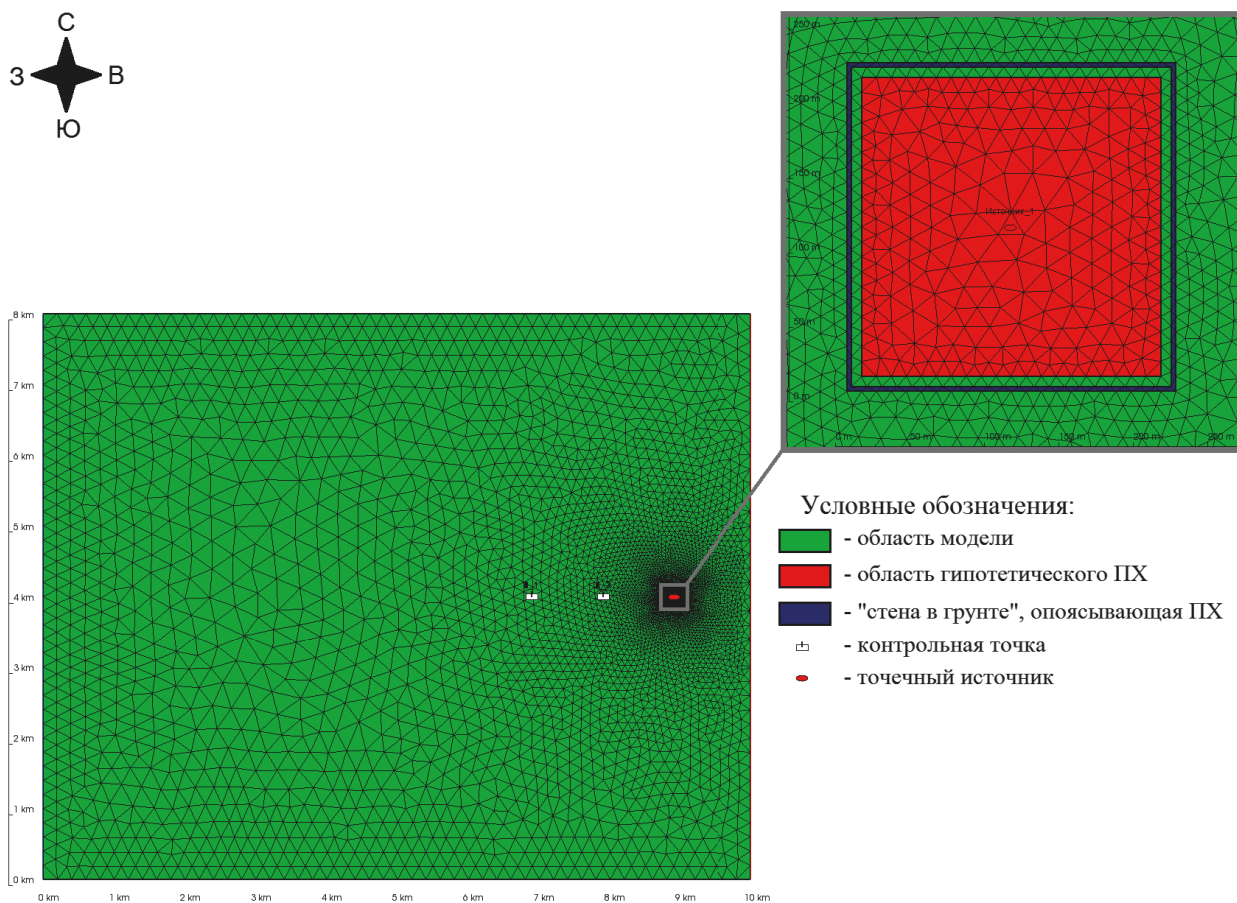 С
З В
Ю
250 m
200 m
150 m
100 m
50 m
0 m
Источник_1
0 m 50 m 100 m 150 m 200 m 250 m
8 km
7 km
6 km
5 km
4 km
3 km
2 km
1 km
0 km
0 km 1 km 2 km 3 km 4 km 5 km 6 km 7 km 8 km 9 km 10 km
Условные обозначения:
- область модели
- область гипотетического ПХ
- "стена в грунте", опоясывающая ПХ
- контрольная точка
- точечный источник